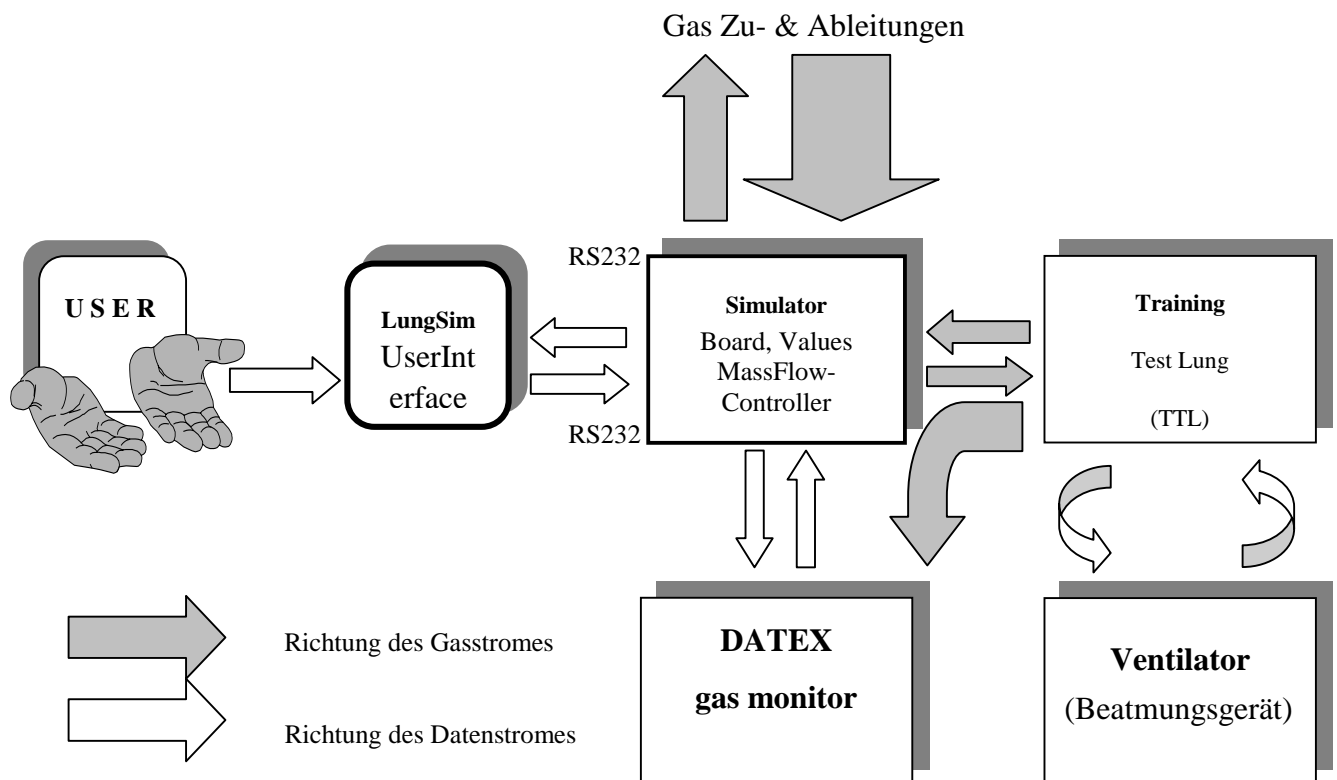 Gas Zu- & Ableitungen
RS232
U S E R
LungSim
UserInt
erface
Simulator
Board, Values
MassFlow-
Controller
RS232
Training
Test Lung
(TTL)
Richtung des Gasstromes
Richtung des Datenstromes
DATEX
gas monitor
Ventilator
(Beatmungsgerät)